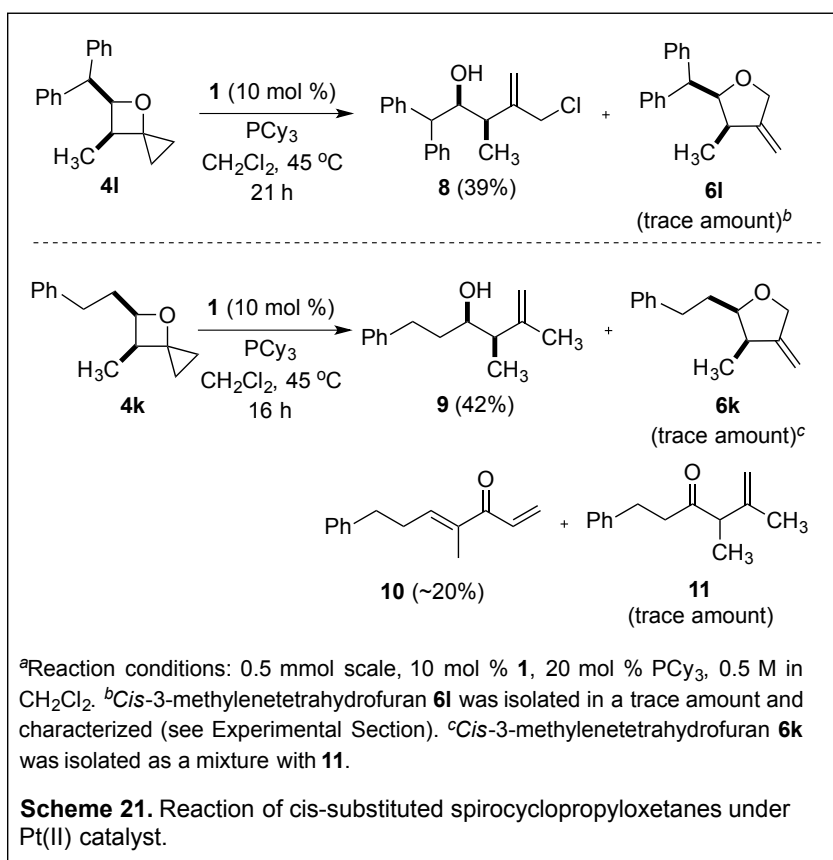 Ph
Ph
O
H₃C
4l
1 (10 mol %)
PCy₃
CH₂Cl₂, 45 °C
21 h
OH
Ph
Cl
Ph
CH₃
8 (39%)
+
Ph
O
Ph
H₃C
6l
(trace amount)ᵇ
Ph
O
H₃C
4k
1 (10 mol %)
PCy₃
CH₂Cl₂, 45 °C
16 h
OH
Ph
CH₃
CH₃
9 (42%)
+
Ph
O
H₃C
6k
(trace amount)ᶜ
O
Ph
10 (~20%)
+
O
Ph
CH₃
CH₃
11
(trace amount)
ᵃReaction conditions: 0.5 mmol scale, 10 mol % 1, 20 mol % PCy₃, 0.5 M in
CH₂Cl₂. ᵇCis-3-methylenetetrahydrofuran 6l was isolated in a trace amount and
characterized (see Experimental Section). ᶜCis-3-methylenetetrahydrofuran 6k
was isolated as a mixture with 11.
Scheme 21. Reaction of cis-substituted spirocyclopropyloxetanes under
Pt(II) catalyst.